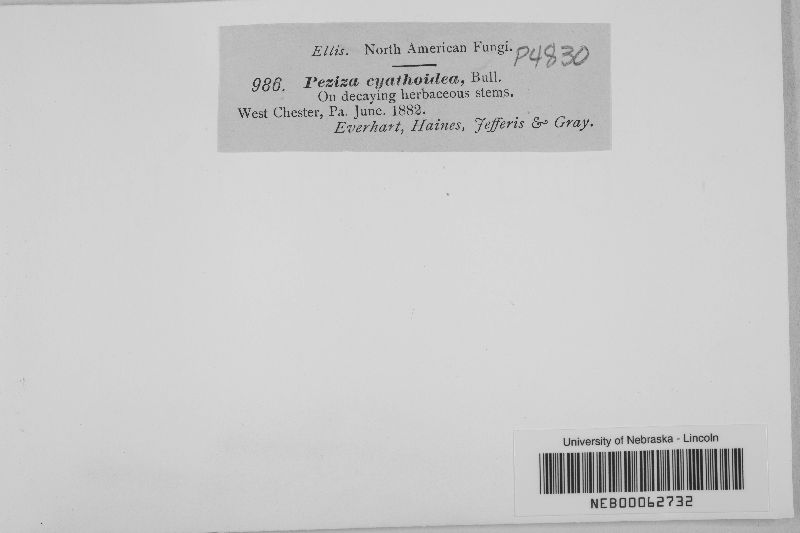 Ellis. North American Fungi. P4830
986. Peziza cyathoidea, Bull.
On decaying herbaceous stems.
West Chester, Pa. June. 1882.
Everhart, Haines, Jefferis & Gray.
University of Nebraska - Lincoln
NEB00062732